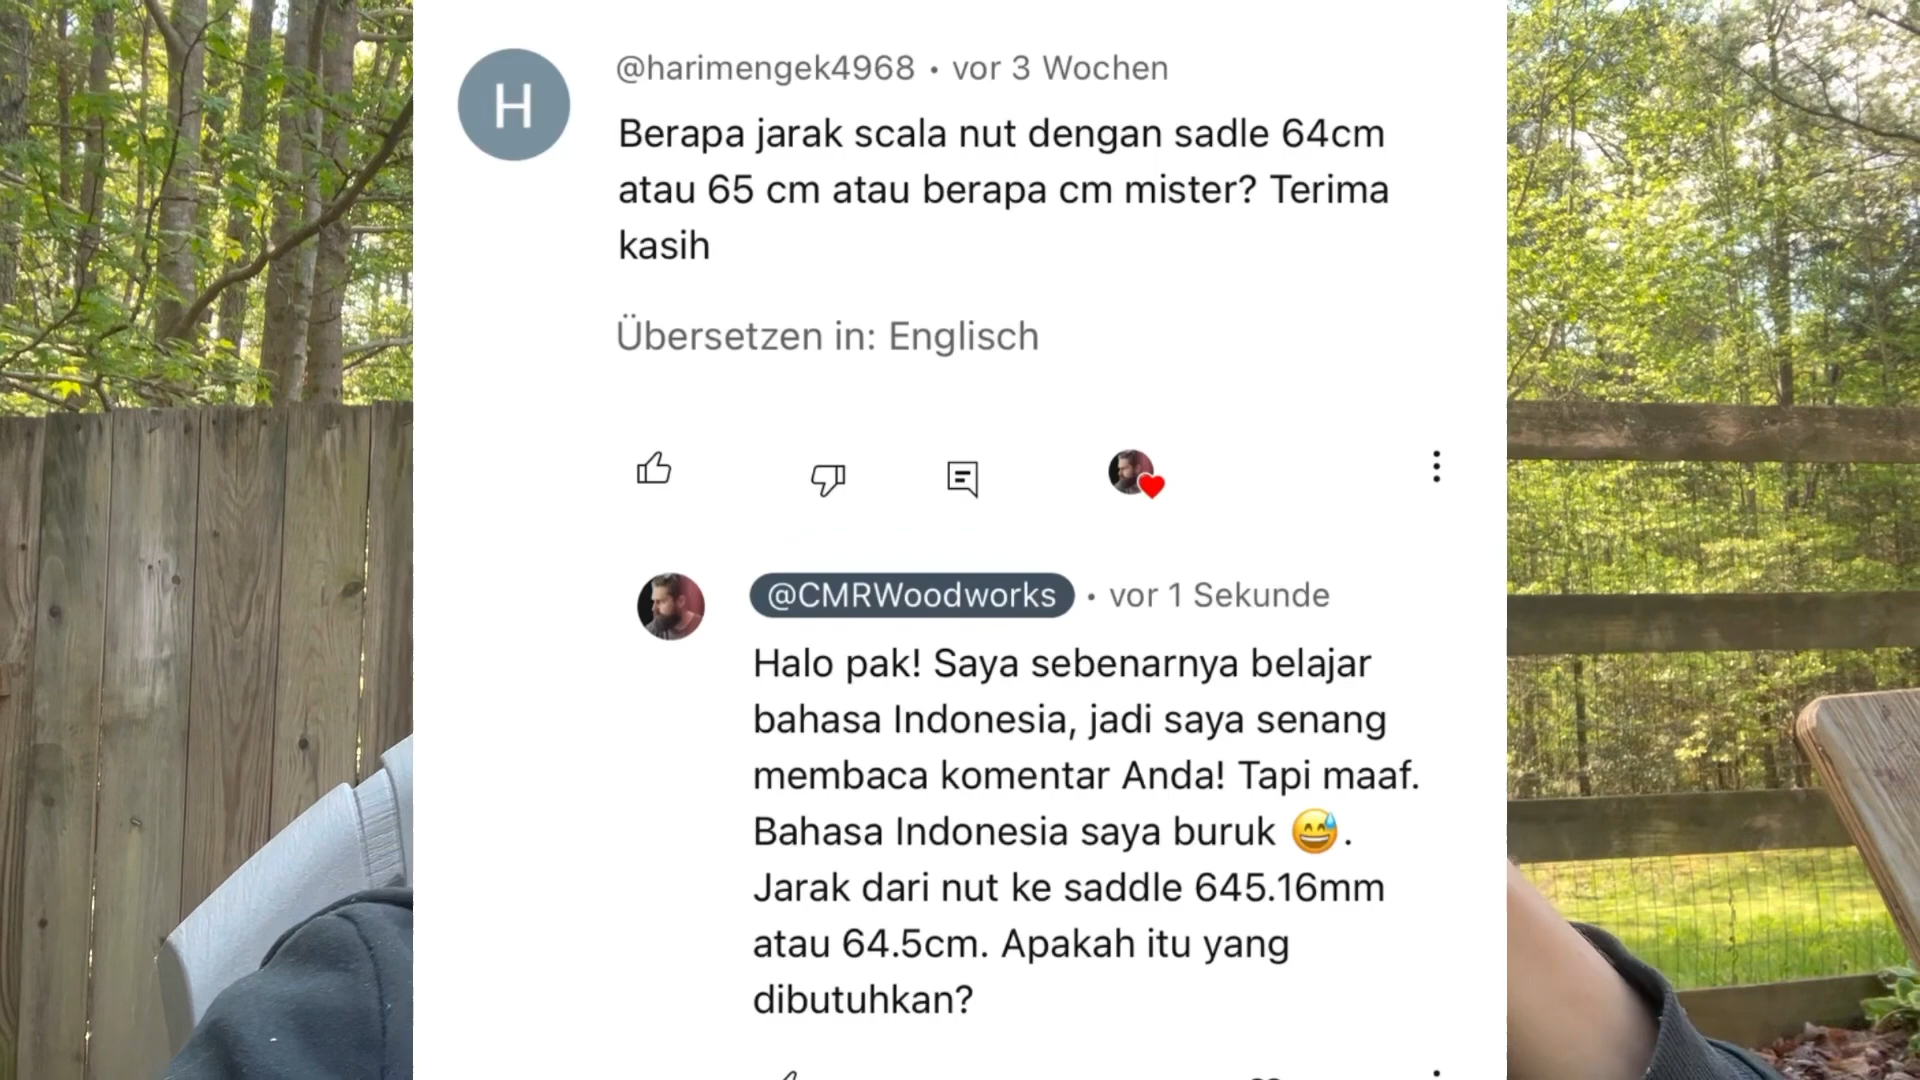 H
@harimengek4968 • vor 3 Wochen
Berapa jarak scala nut dengan sadle 64cm
atau 65 cm atau berapa cm mister? Terima
kasih
Übersetzen in: Englisch
@CMRWoodworks • vor 1 Sekunde
Halo pak! Saya sebenarnya belajar
bahasa Indonesia, jadi saya senang
membaca komentar Anda! Tapi maaf.
Bahasa Indonesia saya buruk 😅.
Jarak dari nut ke saddle 645.16mm
atau 64.5cm. Apakah itu yang
dibutuhkan?